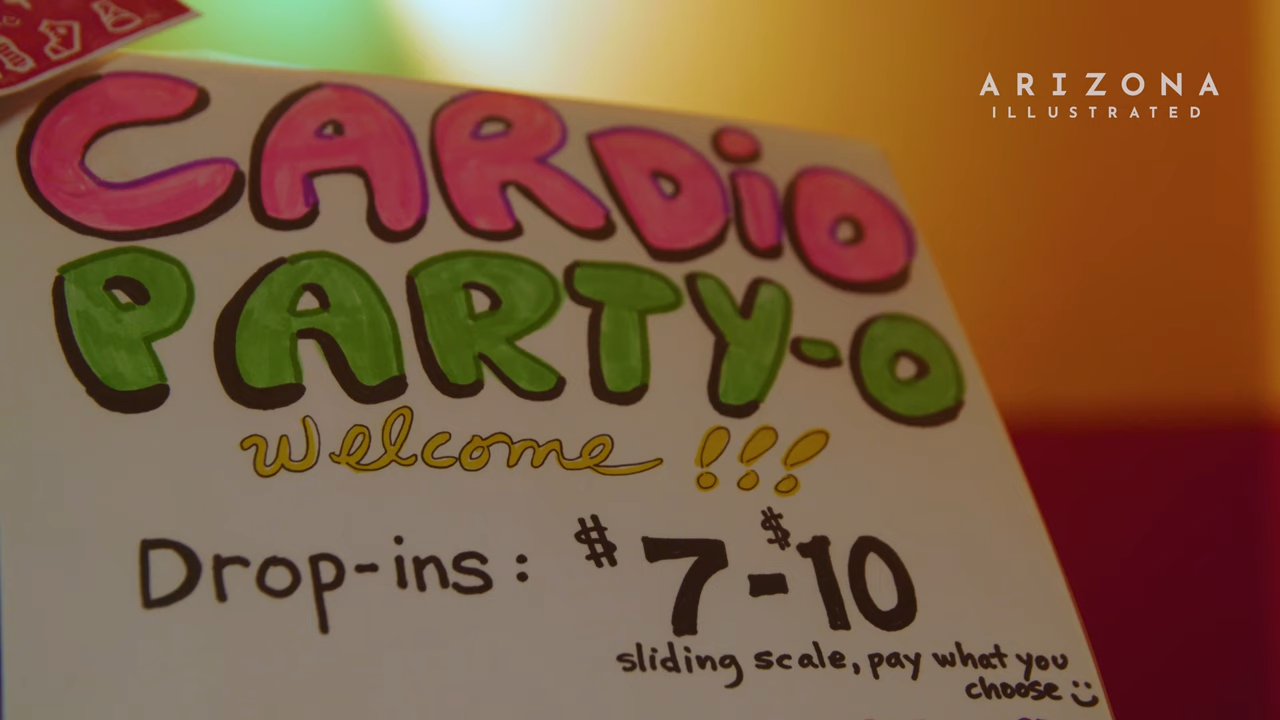 ARIZONA
ILLUSTRATED
CARDiO
PARTY-O
Welcome !!!
Drop-ins: $7-$10
sliding scale, pay what you
choose :)